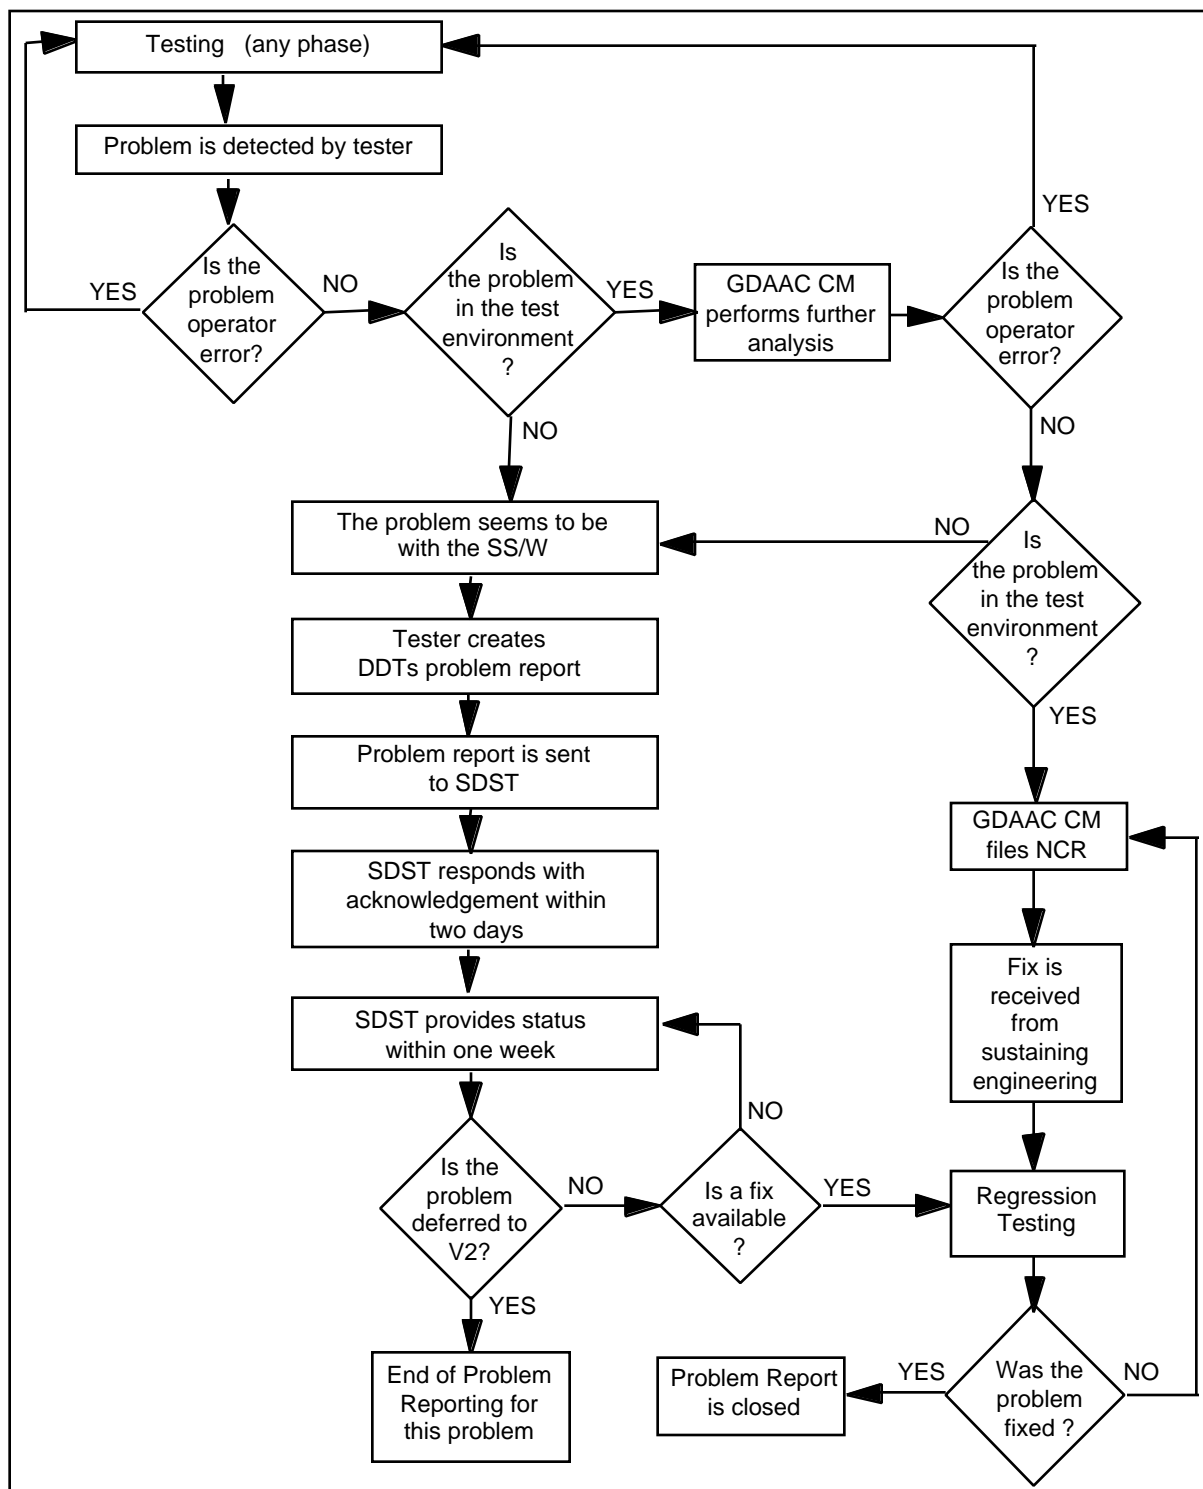 Testing (any phase)
Problem is detected by tester
Is the
problem
operator
error?
YES
NO
Is
the problem
in the test
environment
?
YES
NO
GDAAC CM
performs further
analysis
Is the
problem
operator
error?
YES
NO
The problem seems to be
with the SS/W
NO
Is
the problem
in the test
environment
?
YES
Tester creates
DDTs problem report
Problem report is sent
to SDST
SDST responds with
acknowledgement within
two days
SDST provides status
within one week
GDAAC CM
files NCR
Fix is
received
from
sustaining
engineering
Is the
problem
deferred to
V2?
NO
YES
Is a fix
available
?
NO
YES
Regression
Testing
End of Problem
Reporting for
this problem
Problem Report
is closed
YES
Was the
problem
fixed ?
NO